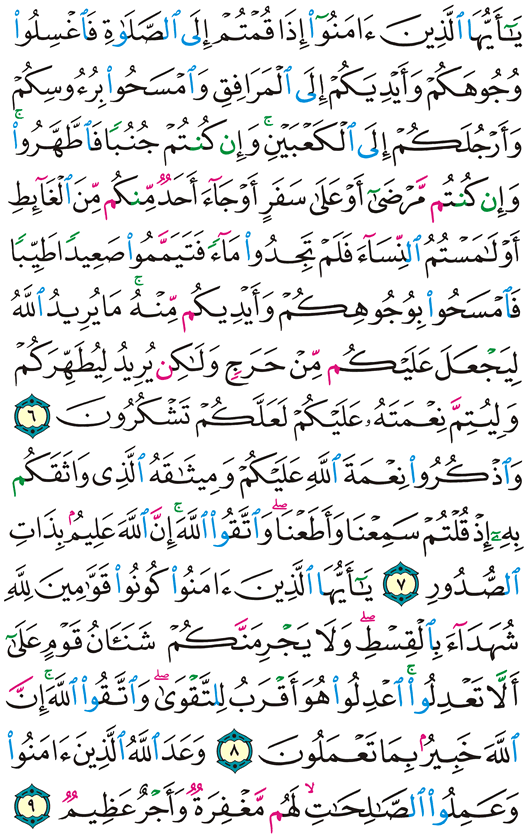 يَٰٓأَيُّهَا ٱلَّذِينَ ءَامَنُوٓا۟ إِذَا قُمْتُمْ إِلَى ٱلصَّلَوٰةِ فَٱغْسِلُوا۟
وُجُوهَكُمْ وَأَيْدِيَكُمْ إِلَى ٱلْمَرَافِقِ وَٱمْسَحُوا۟ بِرُءُوسِكُمْ
وَأَرْجُلَكُمْ إِلَى ٱلْكَعْبَيْنِ ۚ وَإِن كُنتُمْ جُنُبًا فَٱطَّهَّرُوا۟ ۚ
وَإِن كُنتُم مَّرْضَىٰٓ أَوْ عَلَىٰ سَفَرٍ أَوْ جَآءَ أَحَدٌ مِّنكُم مِّنَ ٱلْغَآئِطِ
أَوْ لَٰمَسْتُمُ ٱلنِّسَآءَ فَلَمْ تَجِدُوا۟ مَآءً فَتَيَمَّمُوا۟ صَعِيدًا طَيِّبًا
فَٱمْسَحُوا۟ بِوُجُوهِكُمْ وَأَيْدِيكُم مِّنْهُ ۚ مَا يُرِيدُ ٱللَّهُ
لِيَجْعَلَ عَلَيْكُم مِّنْ حَرَجٍ وَلَٰكِن يُرِيدُ لِيُطَهِّرَكُمْ
وَلِيُتِمَّ نِعْمَتَهُۥ عَلَيْكُمْ لَعَلَّكُمْ تَشْكُرُونَ ٦
وَٱذْكُرُوا۟ نِعْمَةَ ٱللَّهِ عَلَيْكُمْ وَمِيثَٰقَهُ ٱلَّذِى وَاثَقَكُم
بِهِۦٓ إِذْ قُلْتُمْ سَمِعْنَا وَأَطَعْنَا ۖ وَٱتَّقُوا۟ ٱللَّهَ ۚ إِنَّ ٱللَّهَ عَلِيمٌۢ بِذَاتِ
ٱلصُّدُورِ ٧ يَٰٓأَيُّهَا ٱلَّذِينَ ءَامَنُوا۟ كُونُوا۟ قَوَّٰمِينَ لِلَّهِ
شُهَدَآءَ بِٱلْقِسْطِ ۖ وَلَا يَجْرِمَنَّكُمْ شَنَـَٔانُ قَوْمٍ عَلَىٰٓ
أَلَّا تَعْدِلُوا۟ ۚ ٱعْدِلُوا۟ هُوَ أَقْرَبُ لِلتَّقْوَىٰ ۖ وَٱتَّقُوا۟ ٱللَّهَ ۚ إِنَّ
ٱللَّهَ خَبِيرٌۢ بِمَا تَعْمَلُونَ ٨ وَعَدَ ٱللَّهُ ٱلَّذِينَ ءَامَنُوا۟
وَعَمِلُوا۟ ٱلصَّٰلِحَٰتِ ۙ لَهُم مَّغْفِرَةٌ وَأَجْرٌ عَظِيمٌ ٩